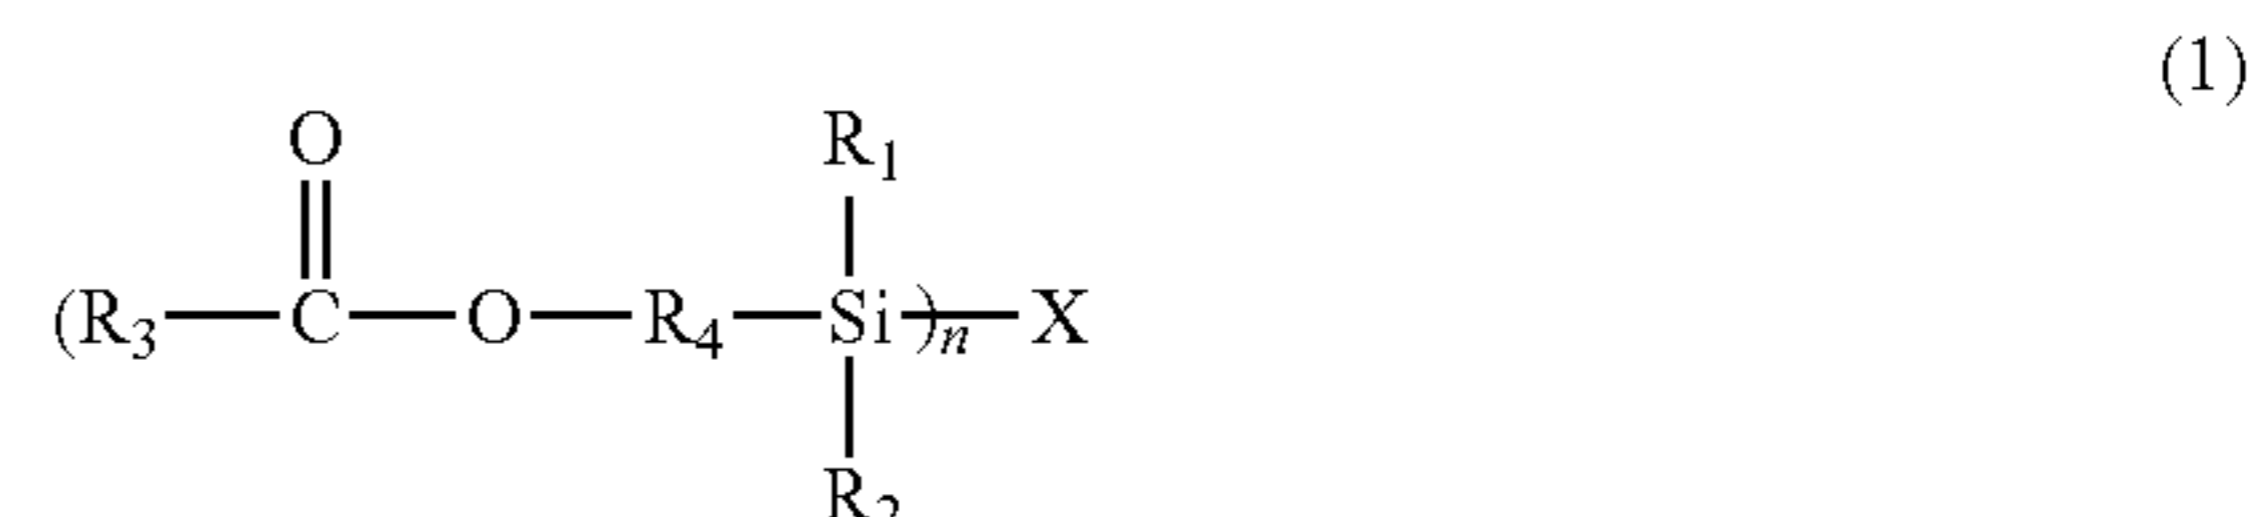 (1)
O R₁
(R₃—C—O—R₄—Si)ₙ—X
R₂